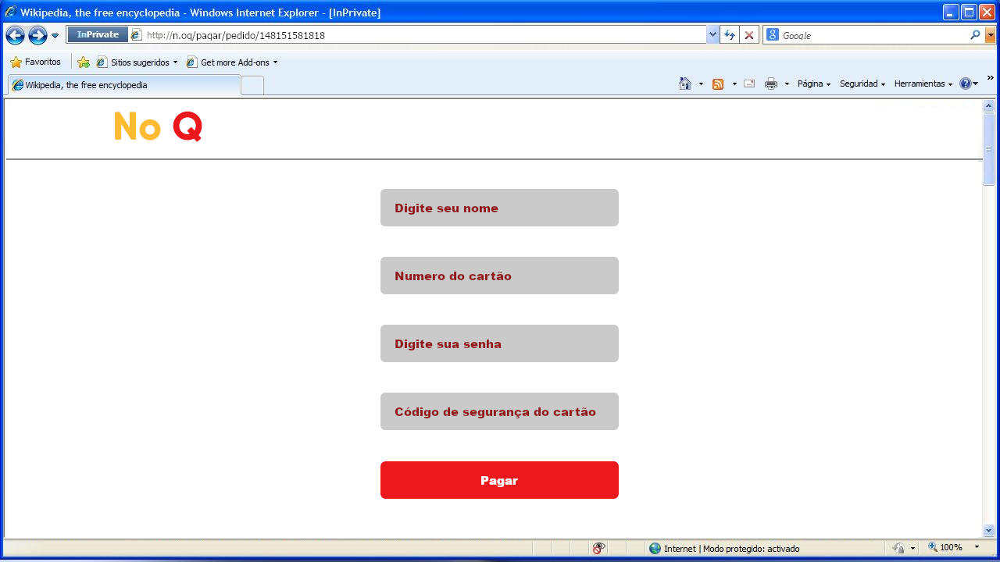 Wikipedia, the free encyclopedia - Windows Internet Explorer - [InPrivate]
InPrivate http://n.oq/paqar/pedido/148151581818 Google
Favoritos Sitios sugeridos Get more Add-ons
Wikipedia, the free encyclopedia Página Seguridad Herramientas
No Q
Digite seu nome
Numero do cartão
Digite sua senha
Código de segurança do cartão
Pagar
Internet | Modo protegido: activado 100%